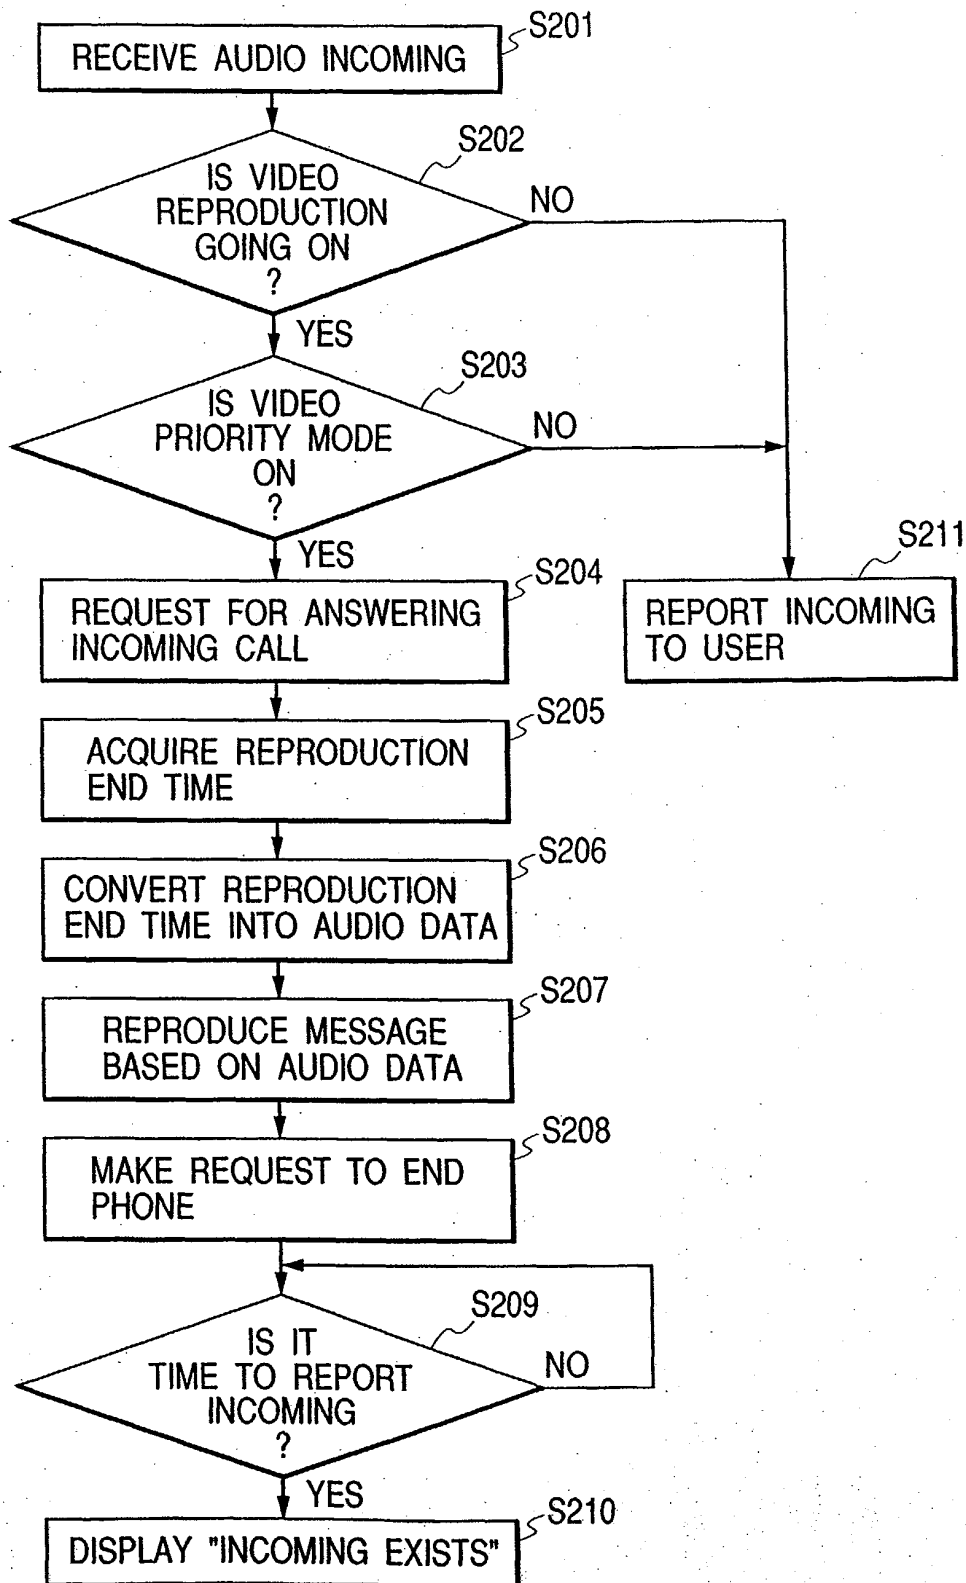 S201
RECEIVE AUDIO INCOMING
S202
IS VIDEO
REPRODUCTION
GOING ON
?
NO
YES
S203
IS VIDEO
PRIORITY MODE
ON
?
NO
YES
S204
REQUEST FOR ANSWERING
INCOMING CALL
S211
REPORT INCOMING
TO USER
S205
ACQUIRE REPRODUCTION
END TIME
S206
CONVERT REPRODUCTION
END TIME INTO AUDIO DATA
S207
REPRODUCE MESSAGE
BASED ON AUDIO DATA
S208
MAKE REQUEST TO END
PHONE
S209
IS IT
TIME TO REPORT
INCOMING
?
NO
YES
S210
DISPLAY "INCOMING EXISTS"